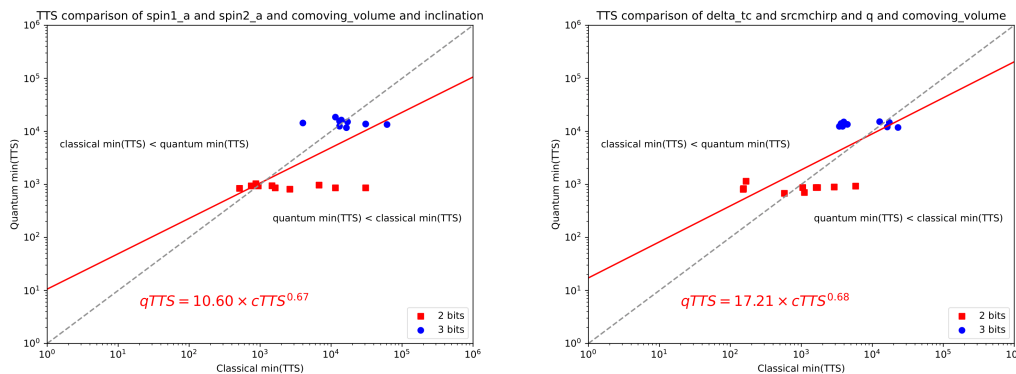 TTS comparison of spin1_a and spin2_a and comoving_volume and inclination
10^6
10^5
10^4
10^3
10^2
10^1
10^0
Quantum min(TTS)
classical min(TTS) < quantum min(TTS)
quantum min(TTS) < classical min(TTS)
qTTS = 10.60 × cTTS^0.67
2 bits
3 bits
10^0 10^1 10^2 10^3 10^4 10^5 10^6
Classical min(TTS)
TTS comparison of delta_tc and srcmchirp and q and comoving_volume
10^6
10^5
10^4
10^3
10^2
10^1
10^0
Quantum min(TTS)
classical min(TTS) < quantum min(TTS)
quantum min(TTS) < classical min(TTS)
qTTS = 17.21 × cTTS^0.68
2 bits
3 bits
10^0 10^1 10^2 10^3 10^4 10^5
Classical min(TTS)